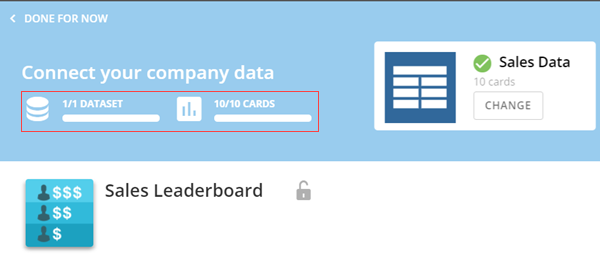 DONE FOR NOW
Connect your company data
1/1 DATASET
10/10 CARDS
Sales Data
10 cards
CHANGE
$$$
$$
$
Sales Leaderboard